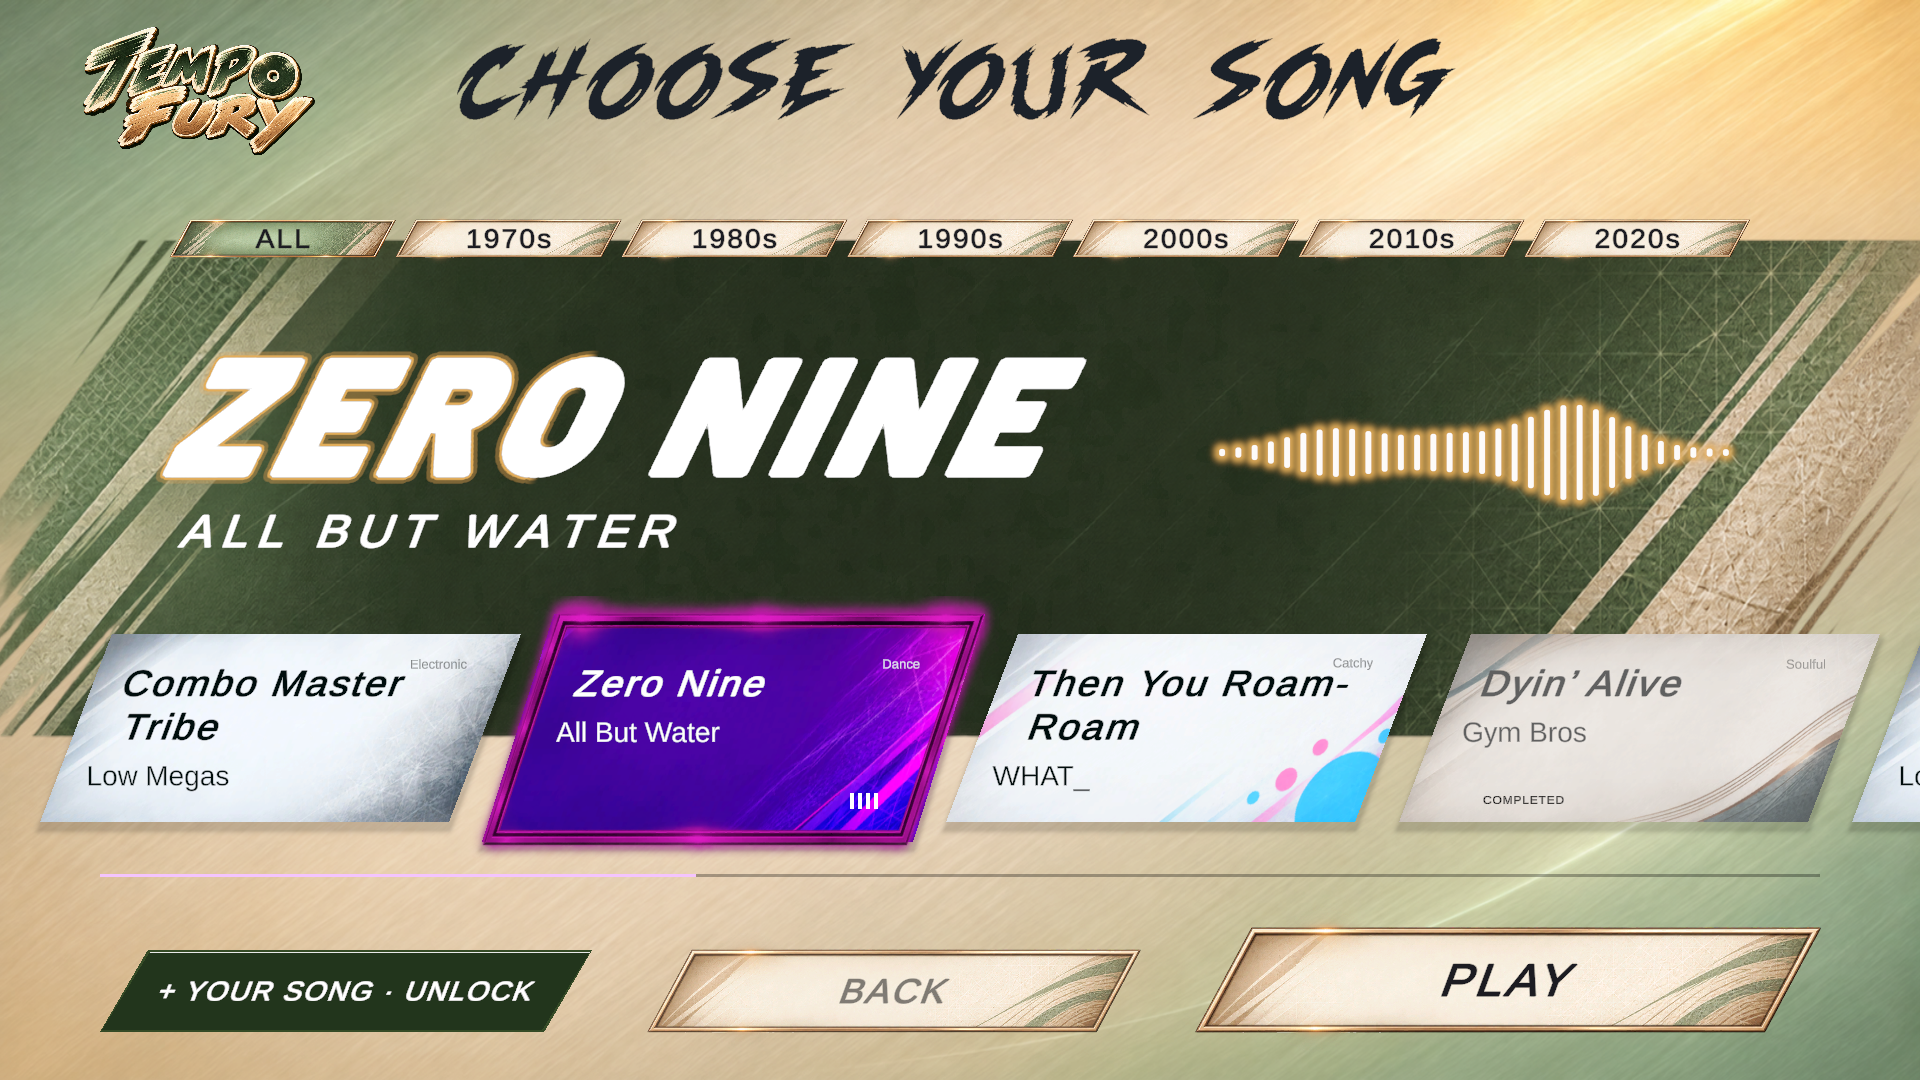 TEMPO
FURY
CHOOSE YOUR SONG
ALL
1970s
1980s
1990s
2000s
2010s
2020s
ZERO NINE
ALL BUT WATER
Combo Master
Tribe
Electronic
Low Megas
Zero Nine
Dance
All But Water
Then You Roam-
Roam
Catchy
WHAT_
Dyin’ Alive
Soulful
Gym Bros
COMPLETED
+ YOUR SONG · UNLOCK
BACK
PLAY